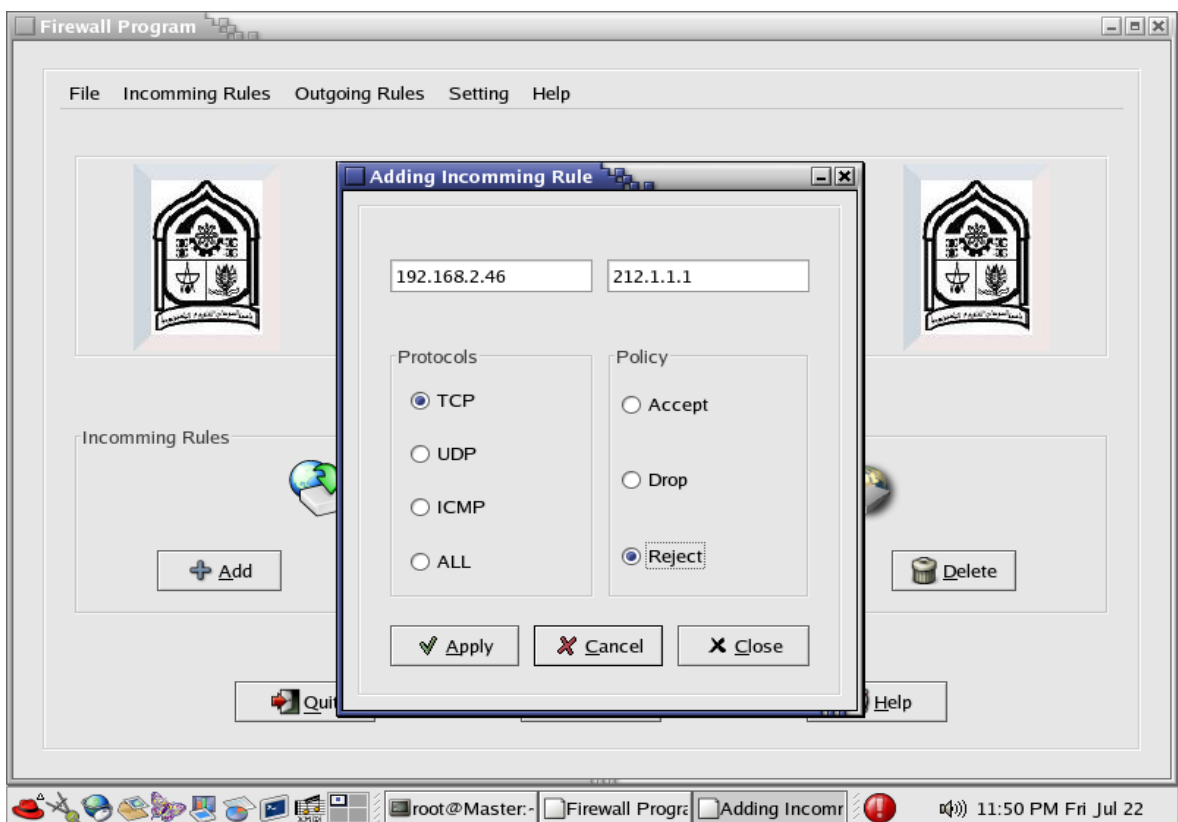 Firewall Program
File Incomming Rules Outgoing Rules Setting Help
Adding Incomming Rule
192.168.2.46 212.1.1.1
Protocols
TCP
UDP
ICMP
ALL
Policy
Accept
Drop
Reject
Apply Cancel Close
Incomming Rules
Add
Delete
Qui
Help
root@Master:- Firewall Progra Adding Incomr 11:50 PM Fri Jul 22